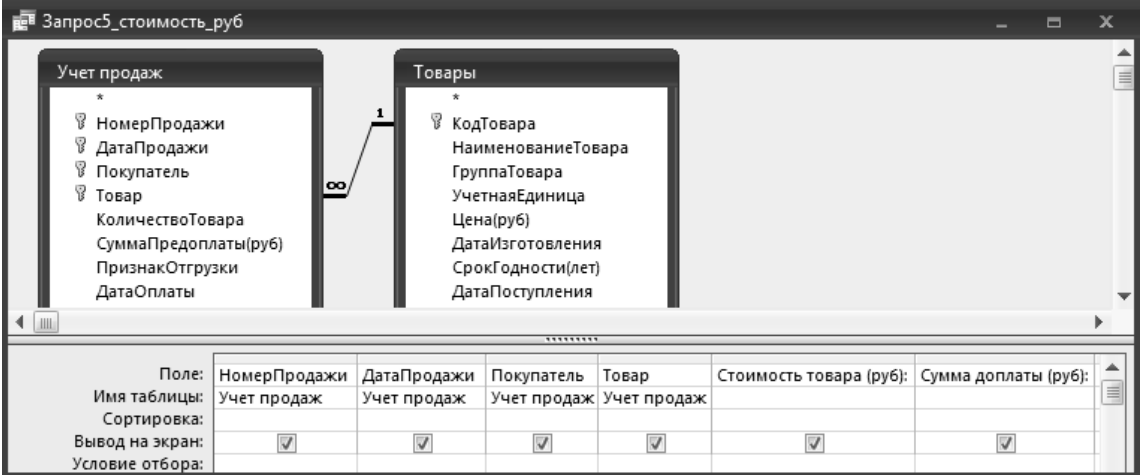 Запрос5_стоимость_руб
Учет продаж
*
НомерПродажи
ДатаПродажи
Покупатель
Товар
КоличествоТовара
СуммаПредоплаты(руб)
ПризнакОтгрузки
ДатаОплаты
∞
1
Товары
*
КодТовара
НаименованиеТовара
ГруппаТовара
УчетнаяЕдиница
Цена(руб)
ДатаИзготовления
СрокГодности(лет)
ДатаПоступления
Поле: НомерПродажи ДатаПродажи Покупатель Товар Стоимость товара (руб): Сумма доплаты (руб):
Имя таблицы: Учет продаж Учет продаж Учет продаж Учет продаж
Сортировка:
Вывод на экран:
Условие отбора: